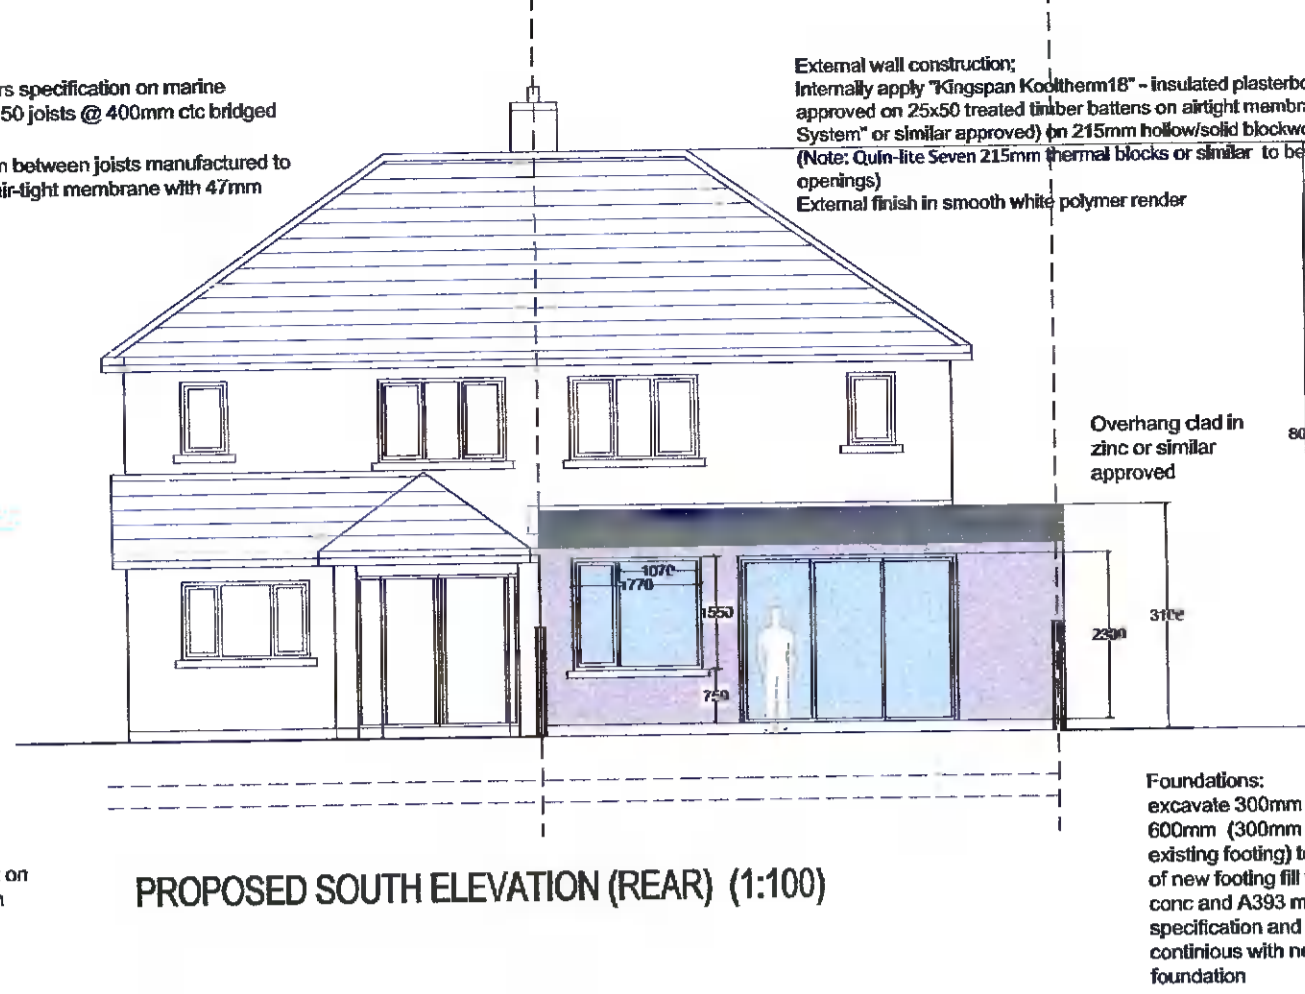 rs specification on marine
50 joists @ 400mm ctc bridged
n between joists manufactured to
air-tight membrane with 47mm
External wall construction;
Internally apply "Kingspan Kooltherm18" - insulated plasterbo
approved on 25x50 treated timber battens on airtight membra
System" or similar approved) on 215mm hollow/solid blockwo
(Note: Quin-lite Seven 215mm thermal blocks or similar to be
openings)
External finish in smooth white polymer render
Overhang clad in
zinc or similar
approved
80
1070
1770
1550
750
2300
Foundations:
excavate 300mm
600mm (300mm
existing footing) t
of new footing fill
conc and A393 m
specification and
continious with ne
foundation
on
PROPOSED SOUTH ELEVATION (REAR) (1:100)